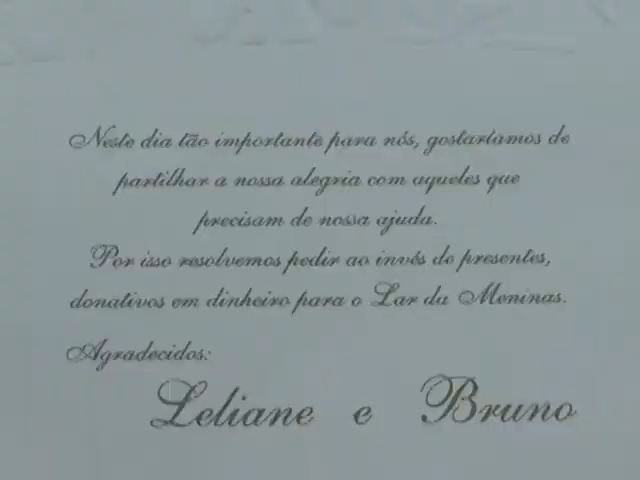 Neste dia tão importante para nós, gostaríamos de
partilhar a nossa alegria com aqueles que
precisam de nossa ajuda.
Por isso resolvemos pedir ao invés de presentes,
donativos em dinheiro para o Lar da Meninas.
Agradecidos:
Leliane e Bruno